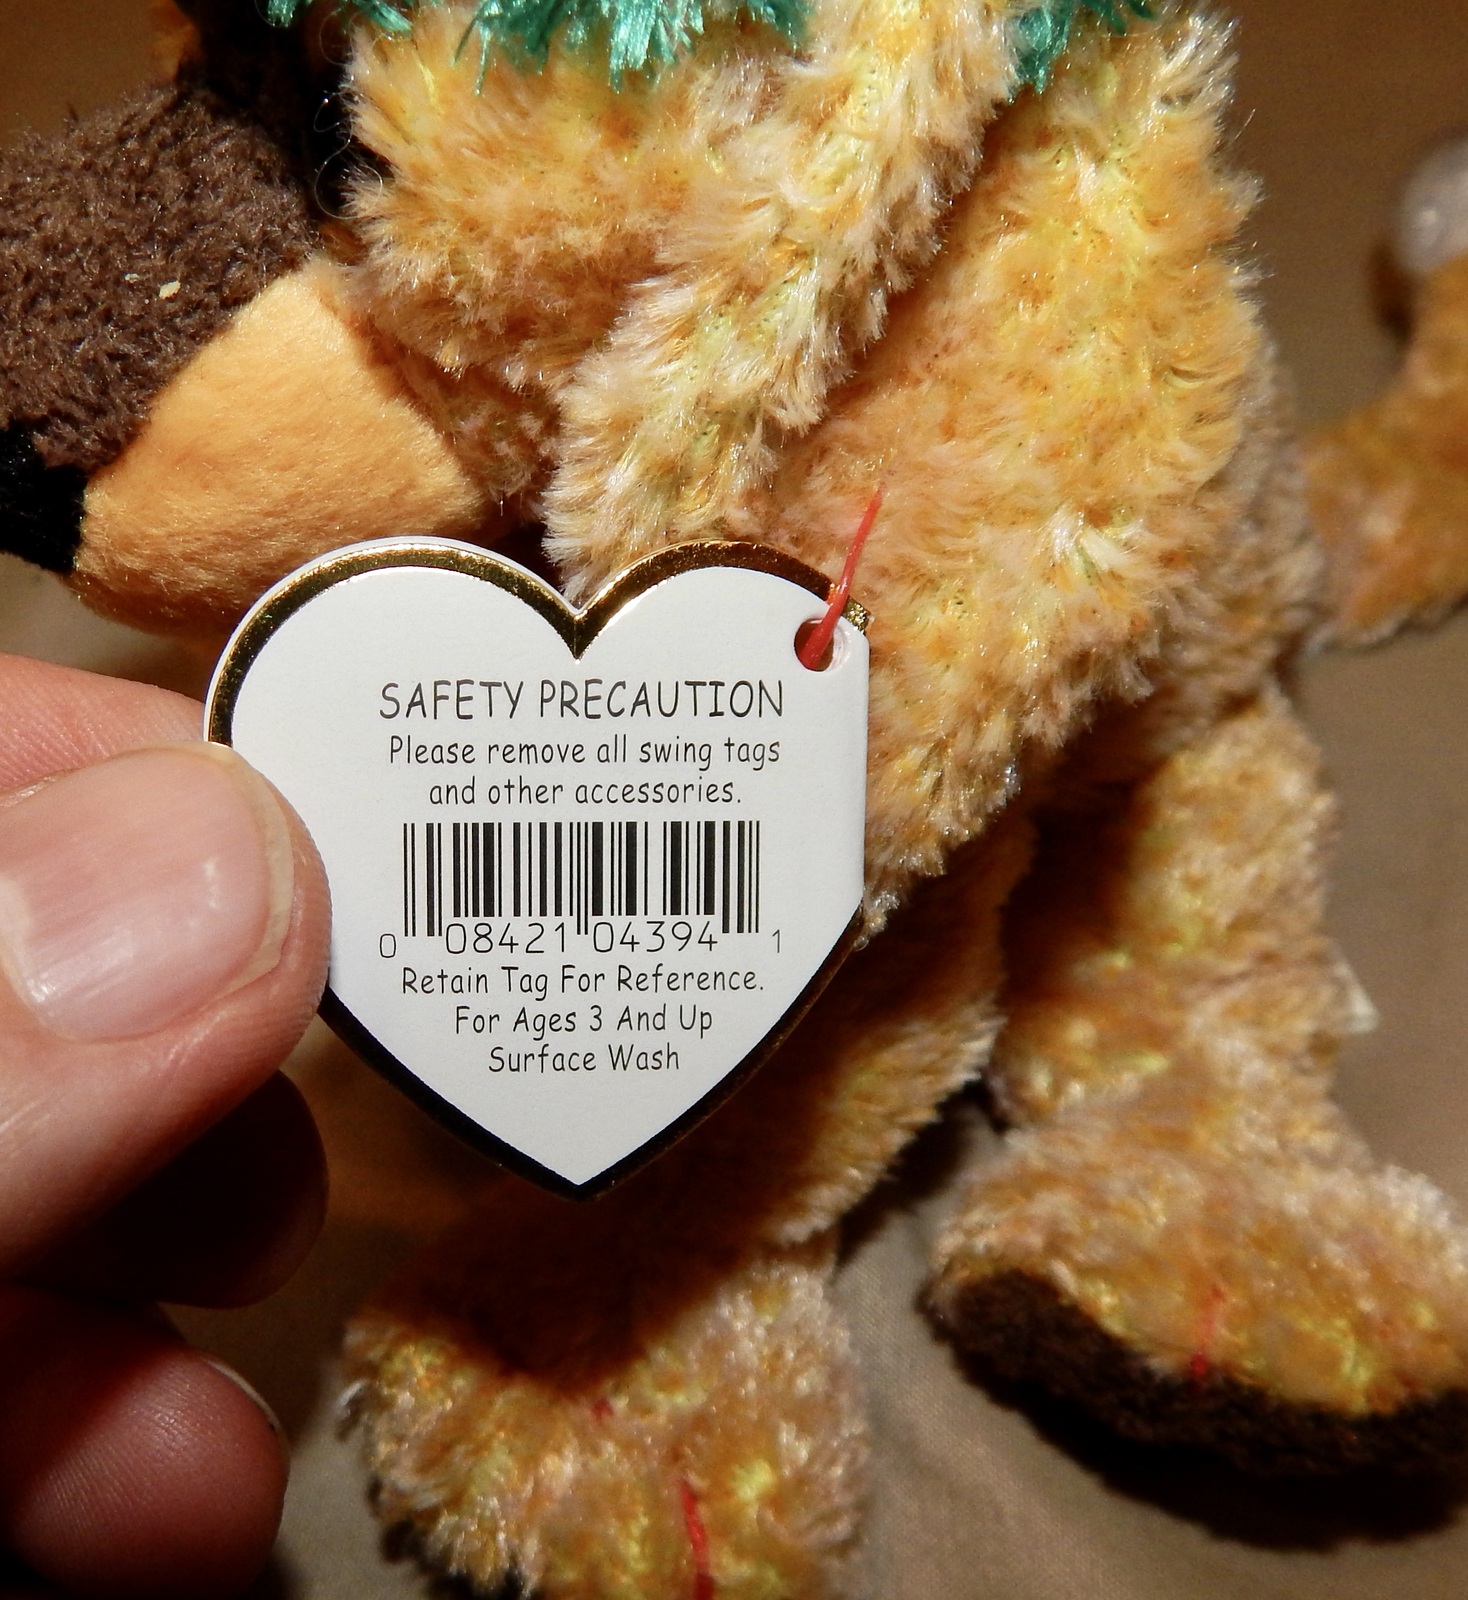 SAFETY PRECAUTION
Please remove all swing tags
and other accessories.
0 08421 04394 1
Retain Tag For Reference.
For Ages 3 And Up
Surface Wash